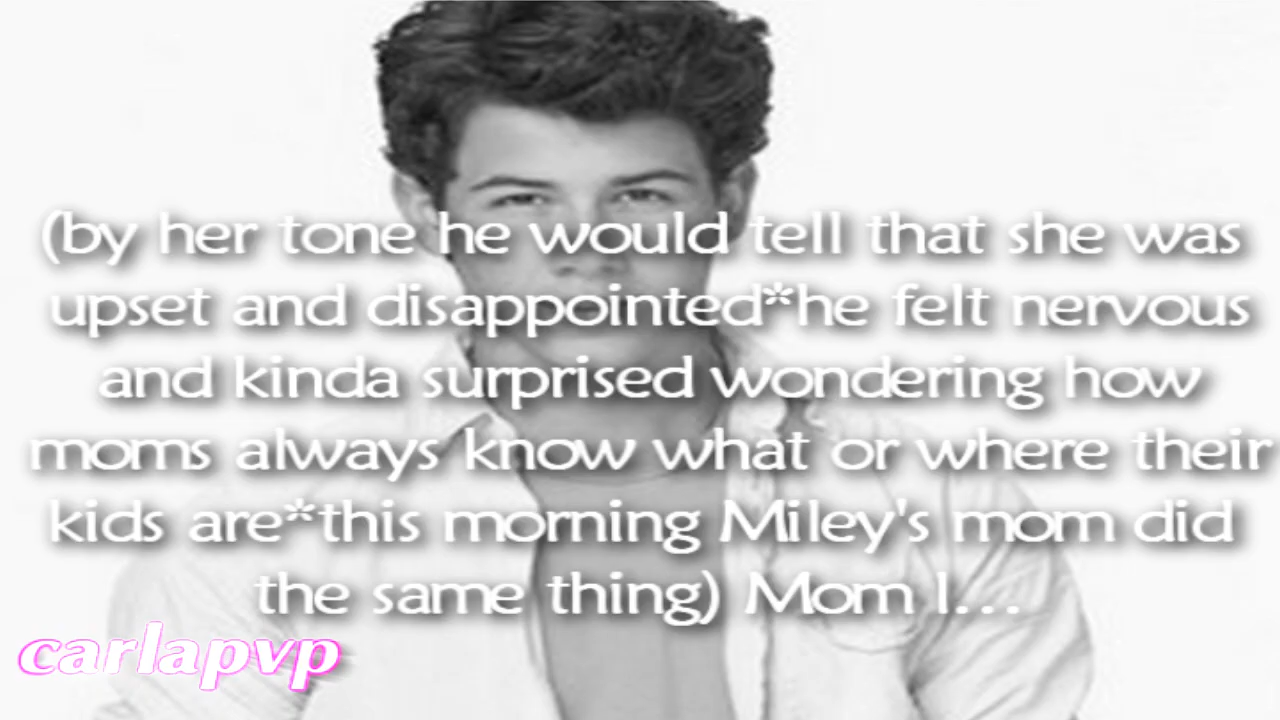 (by her tone he would tell that she was
upset and disappointed*he felt nervous
and kinda surprised wondering how
moms always know what or where their
kids are*this morning Miley's mom did
the same thing) Mom I...
carlapvp